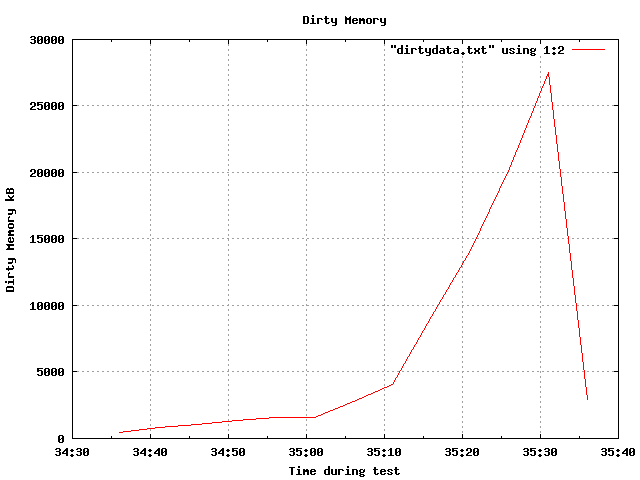 Dirty Memory
"dirtydata.txt" using 1:2
30000
25000
20000
15000
10000
5000
0
Dirty Memory kB
34:30 34:40 34:50 35:00 35:10 35:20 35:30 35:40
Time during test